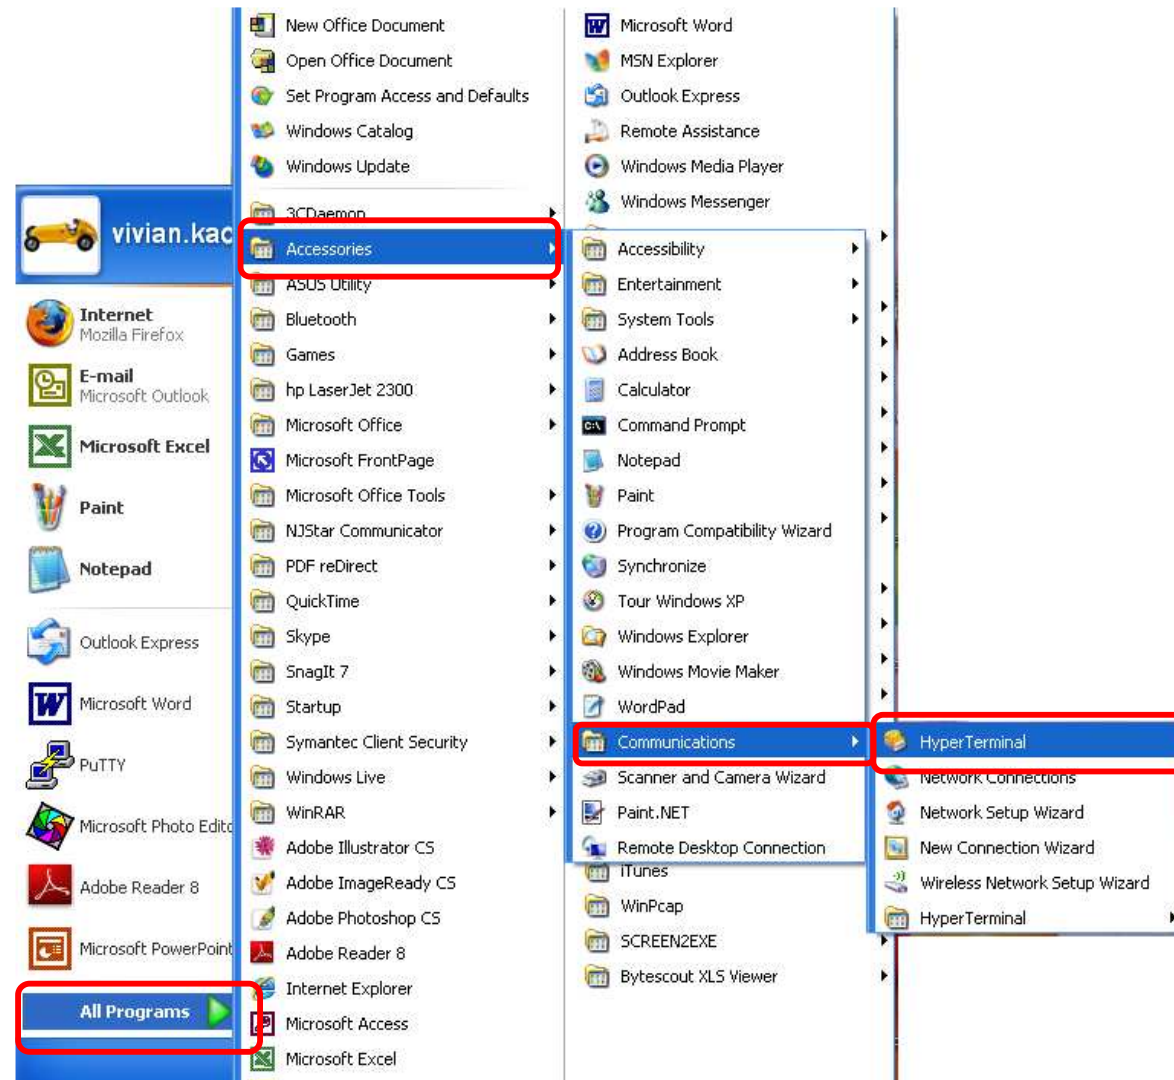 vivian.kao
Internet
Mozilla Firefox
E-mail
Microsoft Outlook
Microsoft Excel
Paint
Notepad
Outlook Express
Microsoft Word
PuTTY
Microsoft Photo Edito
Adobe Reader 8
Microsoft PowerPoint
All Programs
New Office Document
Open Office Document
Set Program Access and Defaults
Windows Catalog
Windows Update
3CDaemon
Accessories
ASUS Utility
Bluetooth
Games
hp LaserJet 2300
Microsoft Office
Microsoft FrontPage
Microsoft Office Tools
NJStar Communicator
PDF reDirect
QuickTime
Skype
SnagIt 7
Startup
Symantec Client Security
Windows Live
WinRAR
Adobe Illustrator CS
Adobe ImageReady CS
Adobe Photoshop CS
Adobe Reader 8
Internet Explorer
Microsoft Access
Microsoft Excel
Microsoft Word
MSN Explorer
Outlook Express
Remote Assistance
Windows Media Player
Windows Messenger
Accessibility
Entertainment
System Tools
Address Book
Calculator
Command Prompt
Notepad
Paint
Program Compatibility Wizard
Synchronize
Tour Windows XP
Windows Explorer
Windows Movie Maker
WordPad
Communications
Scanner and Camera Wizard
Paint.NET
Remote Desktop Connection
iTunes
WinPcap
SCREEN2EXE
Bytescout XLS Viewer
HyperTerminal
Network Connections
Network Setup Wizard
New Connection Wizard
Wireless Network Setup Wizard
HyperTerminal